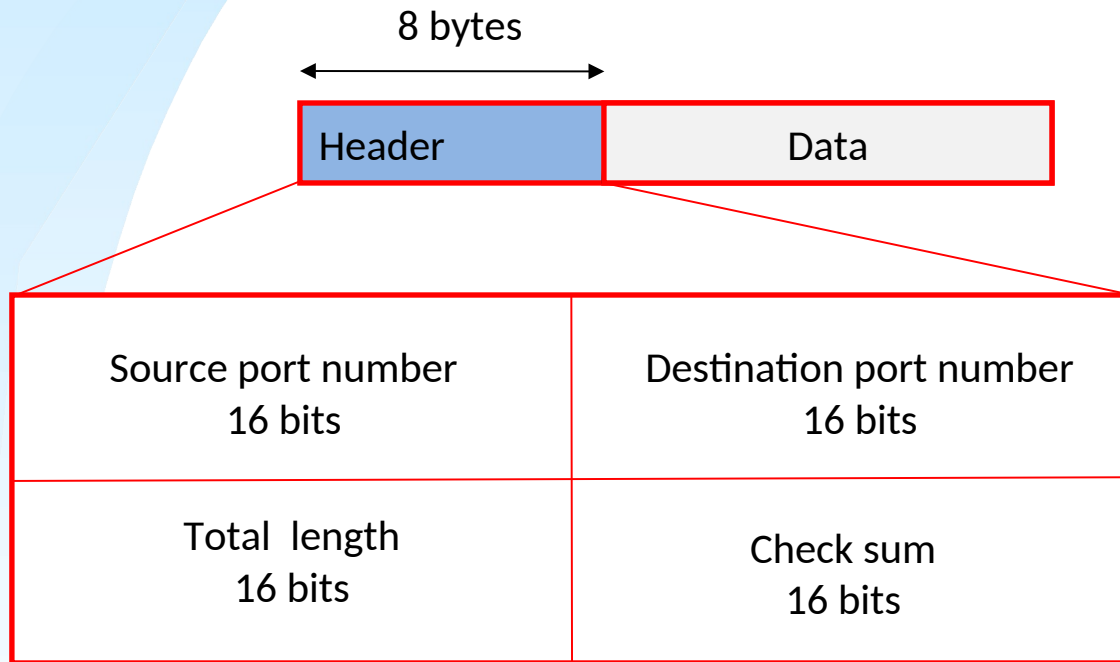 8 bytes
Header
Data
Source port number
16 bits
Destination port number
16 bits
Total length
16 bits
Check sum
16 bits